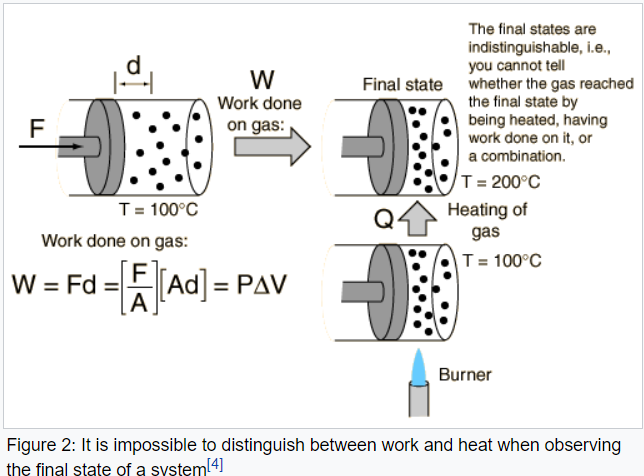 d
F
T = 100°C
W
Work done
on gas:
Final state
The final states are
indistinguishable, i.e.,
you cannot tell
whether the gas reached
the final state by
being heated, having
work done on it, or
a combination.
T = 200°C
Work done on gas:
W = Fd = [F/A][Ad] = PΔV
Q
Heating of
gas
T = 100°C
Burner
Figure 2: It is impossible to distinguish between work and heat when observing
the final state of a system[4]